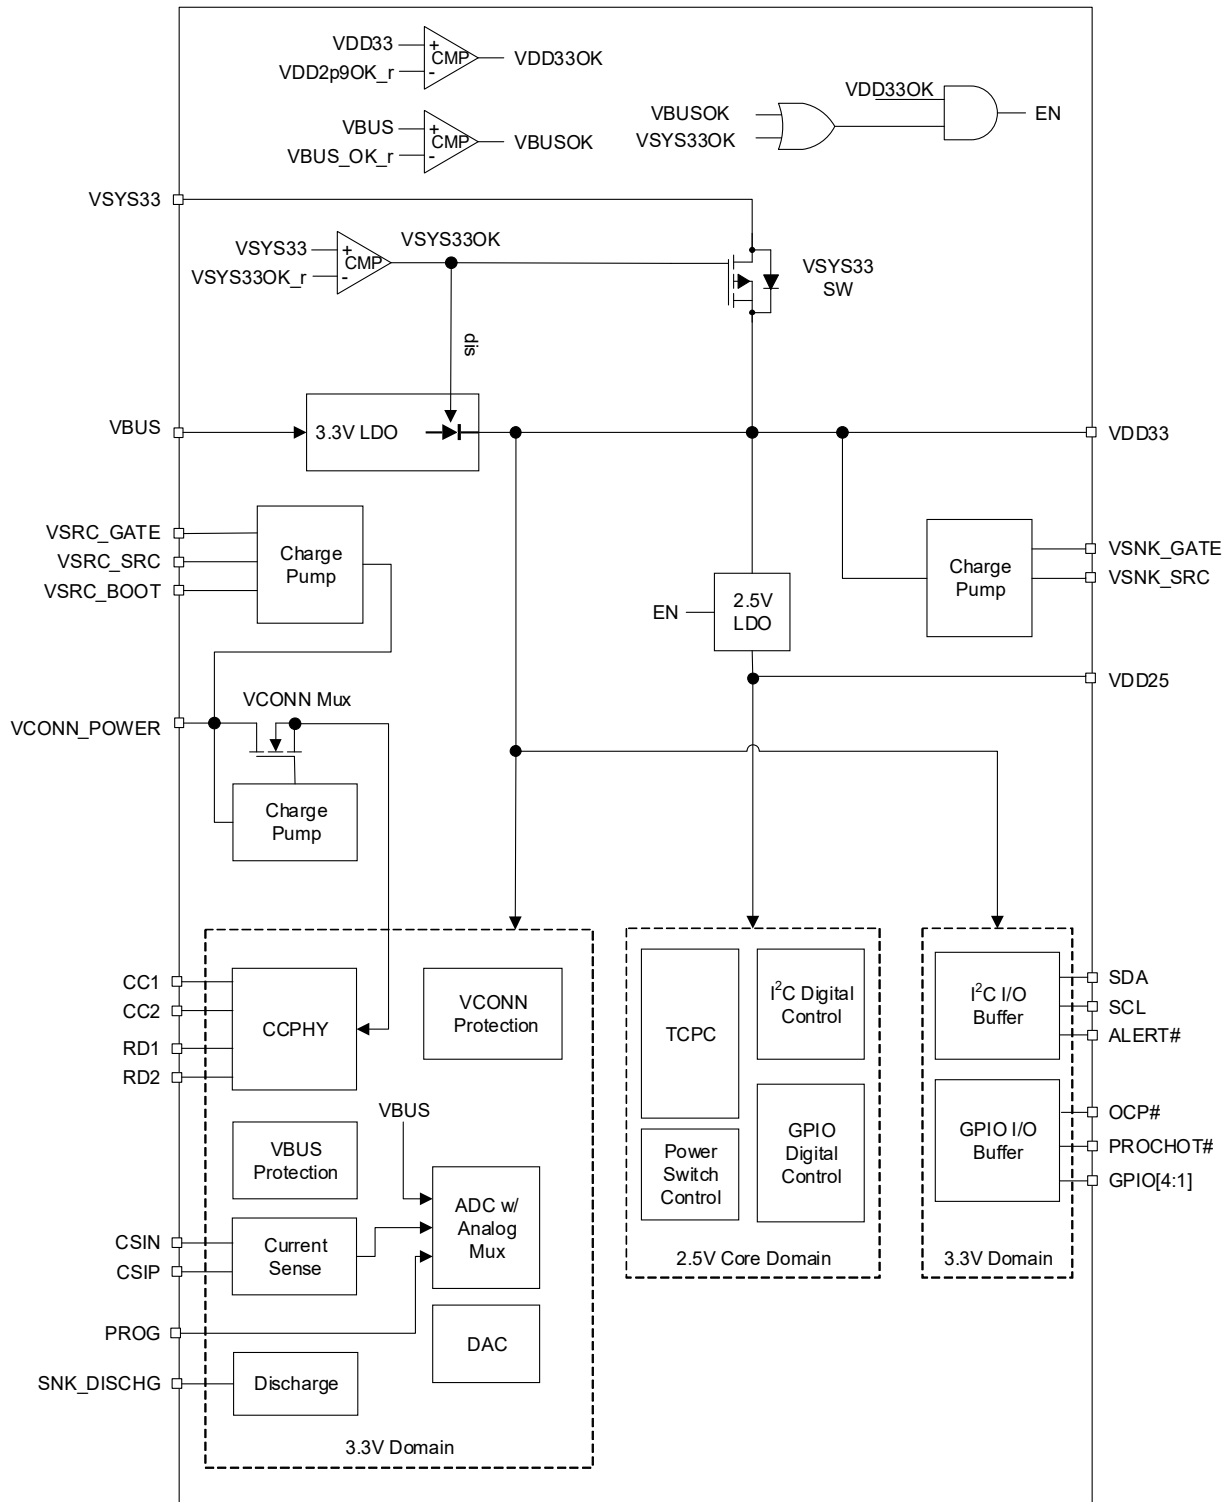 VDD33
+
CMP
VDD33OK
VDD2p9OK_r
-
VDD33OK
EN
VBUSOK
VSYS33OK
VBUS
+
CMP
VBUSOK
VBUS_OK_r
-
VSYS33
VSYS33
+
CMP
VSYS33OK
VSYS33OK_r
-
VSYS33
SW
dis
VBUS
3.3V LDO
VDD33
VSRC_GATE
VSRC_SRC
VSRC_BOOT
Charge
Pump
Charge
Pump
VSNK_GATE
VSNK_SRC
EN
2.5V
LDO
VDD25
VCONN Mux
VCONN_POWER
Charge
Pump
CC1
CC2
RD1
RD2
CCPHY
VCONN
Protection
VBUS
VBUS
Protection
ADC w/
Analog
Mux
CSIN
CSIP
Current
Sense
PROG
DAC
SNK_DISCHG
Discharge
3.3V Domain
TCPC
I²C Digital
Control
Power
Switch
Control
GPIO
Digital
Control
2.5V Core Domain
I²C I/O
Buffer
GPIO I/O
Buffer
3.3V Domain
SDA
SCL
ALERT#
OCP#
PROCHOT#
GPIO[4:1]